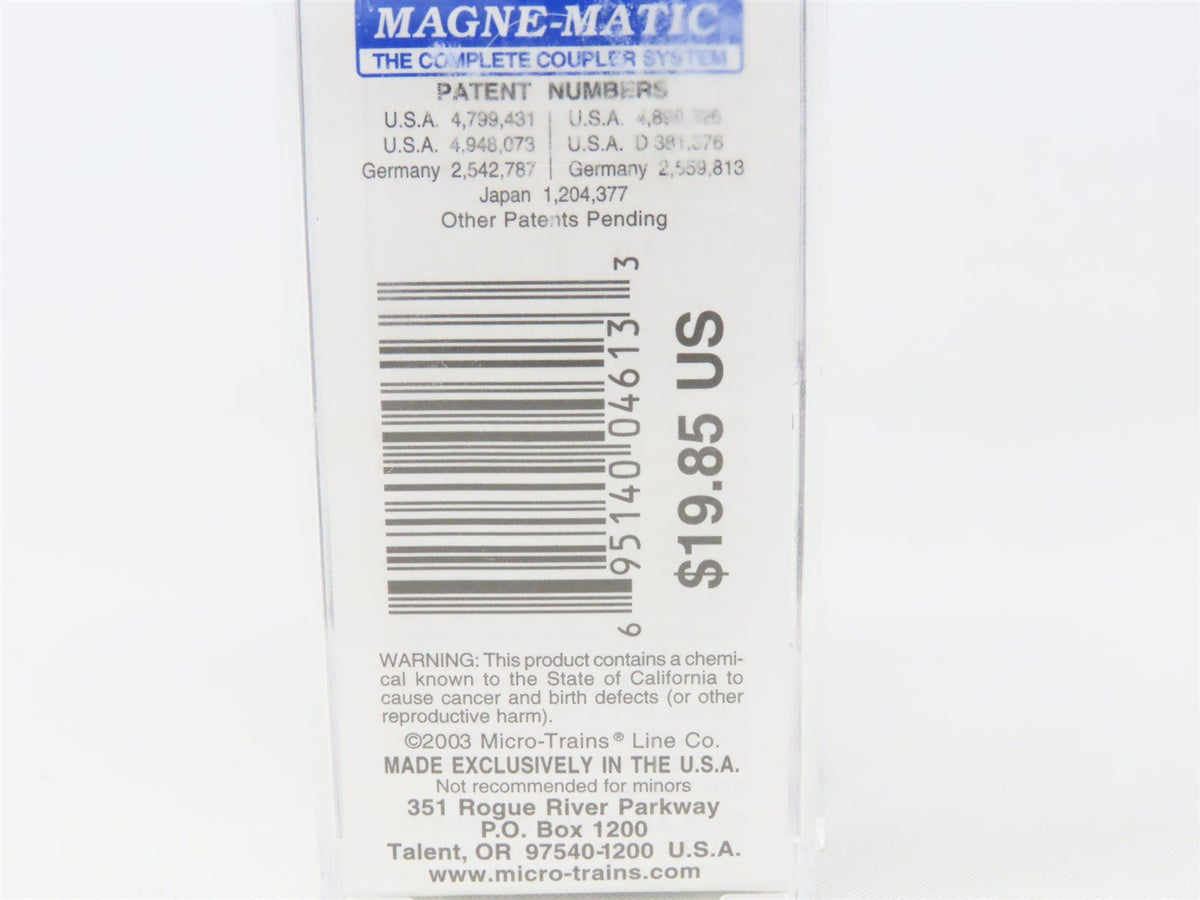 MAGNE-MATIC
THE COMPLETE COUPLER SYSTEM
PATENT NUMBERS
U.S.A. 4,799,431 | U.S.A.
U.S.A. 4,948,073 | U.S.A. D
Germany 2,542,787 | Germany 2,559,813
Japan 1,204,377
Other Patents Pending
6 95140 04613 3
$19.85 US
WARNING: This product contains a chemi-
cal known to the State of California to
cause cancer and birth defects (or other
reproductive harm).
©2003 Micro-Trains® Line Co.
MADE EXCLUSIVELY IN THE U.S.A.
Not recommended for minors
351 Rogue River Parkway
P.O. Box 1200
Talent, OR 97540-1200 U.S.A.
www.micro-trains.com